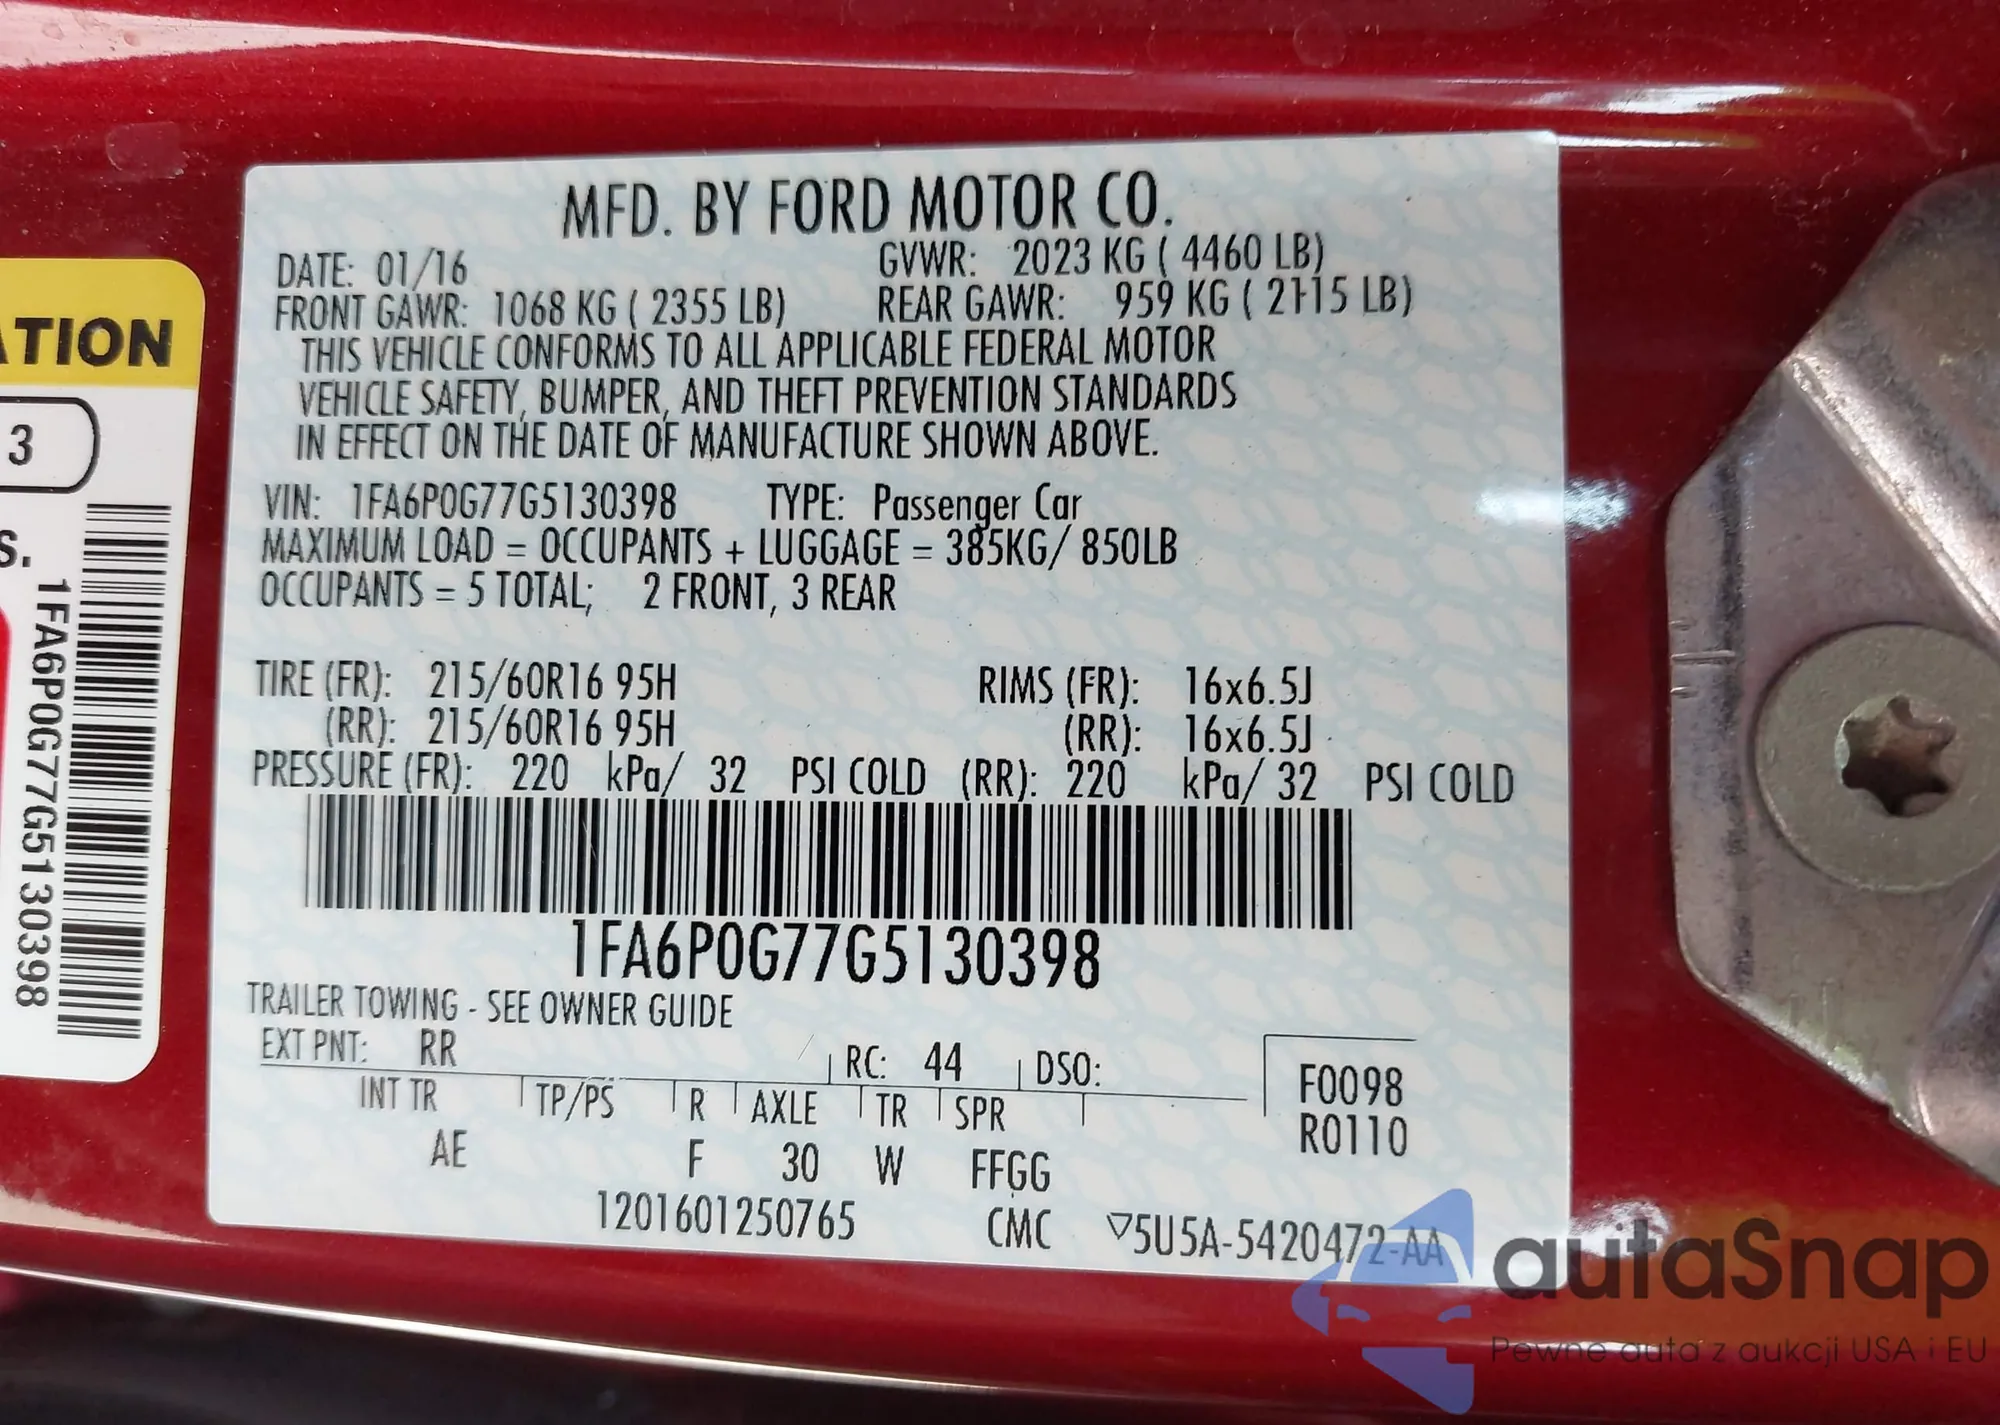 MFD. BY FORD MOTOR CO.
DATE: 01/16 GVWR: 2023 KG ( 4460 LB)
FRONT GAWR: 1068 KG ( 2355 LB) REAR GAWR: 959 KG ( 2115 LB)
THIS VEHICLE CONFORMS TO ALL APPLICABLE FEDERAL MOTOR
VEHICLE SAFETY, BUMPER, AND THEFT PREVENTION STANDARDS
IN EFFECT ON THE DATE OF MANUFACTURE SHOWN ABOVE.
VIN: 1FA6P0G77G5130398 TYPE: Passenger Car
MAXIMUM LOAD = OCCUPANTS + LUGGAGE = 385KG/ 850LB
OCCUPANTS = 5 TOTAL; 2 FRONT, 3 REAR
TIRE (FR): 215/60R16 95H RIMS (FR): 16x6.5J
(RR): 215/60R16 95H (RR): 16x6.5J
PRESSURE (FR): 220 kPa/ 32 PSI COLD (RR): 220 kPa/ 32 PSI COLD
1FA6P0G77G5130398
TRAILER TOWING - SEE OWNER GUIDE
EXT PNT: RR RC: 44 DSO:
INT TR TP/PS R AXLE TR SPR
AE F 30 W FFGG
F0098
R0110
1201601250765 CMC ▽5U5A-5420472-AA
ATION
3
S.
1FA6P0G77G5130398
autaSnap
Pewne auta z aukcji USA i EU